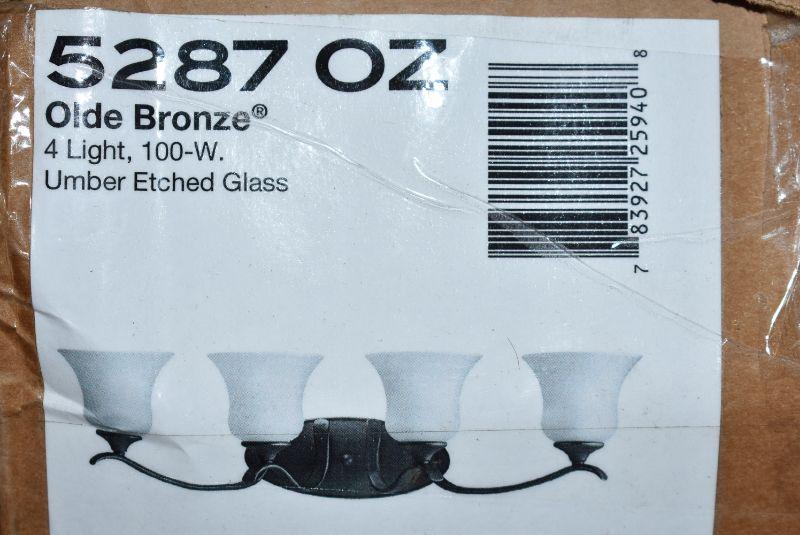 5287 OZ
Olde Bronze®
4 Light, 100-W.
Umber Etched Glass
7 83927 25940 8